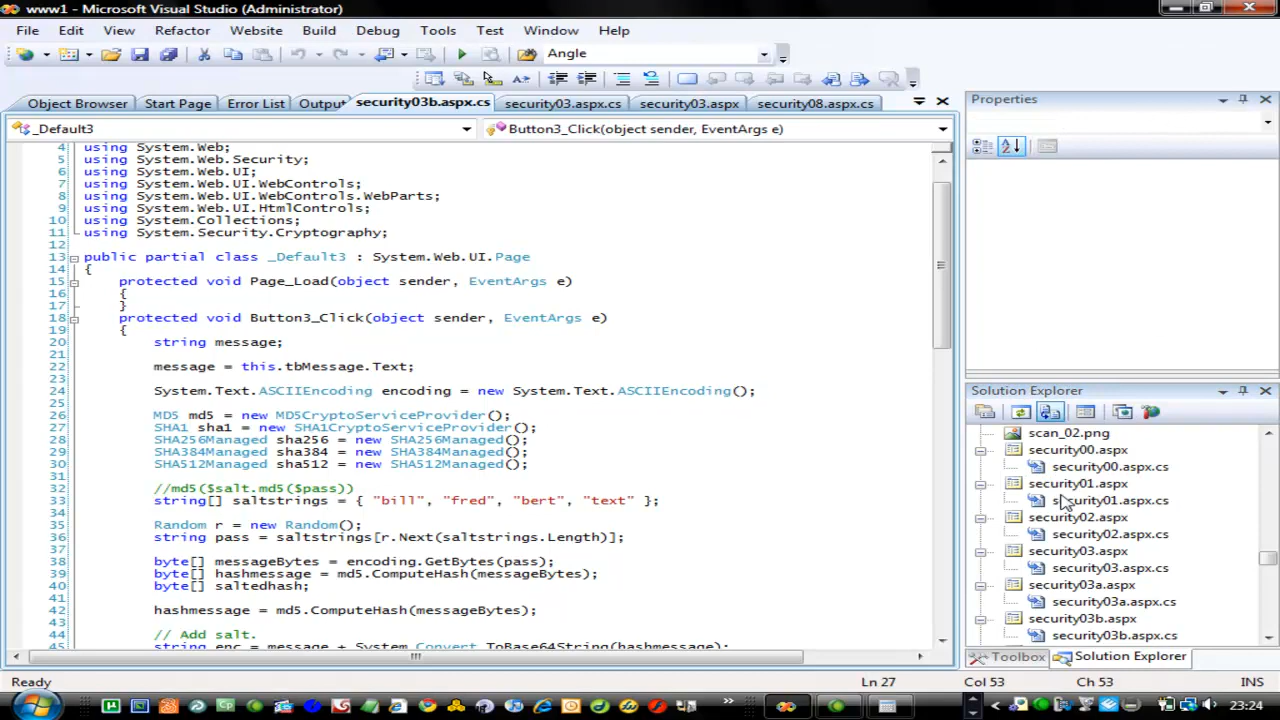 www1 - Microsoft Visual Studio (Administrator)
File Edit View Refactor Website Build Debug Tools Test Window Help
Angle
Object Browser Start Page Error List Output security03b.aspx.cs security03.aspx.cs security03.aspx security08.aspx.cs
_Default3 Button3_Click(object sender, EventArgs e)
4 using System.Web;
5 using System.Web.Security;
6 using System.Web.UI;
7 using System.Web.UI.WebControls;
8 using System.Web.UI.WebControls.WebParts;
9 using System.Web.UI.HtmlControls;
10 using System.Collections;
11 using System.Security.Cryptography;
12
13 public partial class _Default3 : System.Web.UI.Page
14 {
15 protected void Page_Load(object sender, EventArgs e)
16 {
17 }
18 protected void Button3_Click(object sender, EventArgs e)
19 {
20 string message;
21
22 message = this.tbMessage.Text;
23
24 System.Text.ASCIIEncoding encoding = new System.Text.ASCIIEncoding();
25
26 MD5 md5 = new MD5CryptoServiceProvider();
27 SHA1 sha1 = new SHA1CryptoServiceProvider();
28 SHA256Managed sha256 = new SHA256Managed();
29 SHA384Managed sha384 = new SHA384Managed();
30 SHA512Managed sha512 = new SHA512Managed();
31
32 //md5($salt.md5($pass))
33 string[] saltstrings = { "bill", "fred", "bert", "text" };
34
35 Random r = new Random();
36 string pass = saltstrings[r.Next(saltstrings.Length)];
37
38 byte[] messageBytes = encoding.GetBytes(pass);
39 byte[] hashmessage = md5.ComputeHash(messageBytes);
40 byte[] saltedhash;
41
42 hashmessage = md5.ComputeHash(messageBytes);
43
44 // Add salt.
45 string enc = message + System.Convert.ToBase64String(hashmessage);
Properties
Solution Explorer
scan_02.png
security00.aspx
security00.aspx.cs
security01.aspx
security01.aspx.cs
security02.aspx
security02.aspx.cs
security03.aspx
security03.aspx.cs
security03a.aspx
security03a.aspx.cs
security03b.aspx
security03b.aspx.cs
Toolbox Solution Explorer
Ready Ln 27 Col 53 Ch 53 INS
23:24